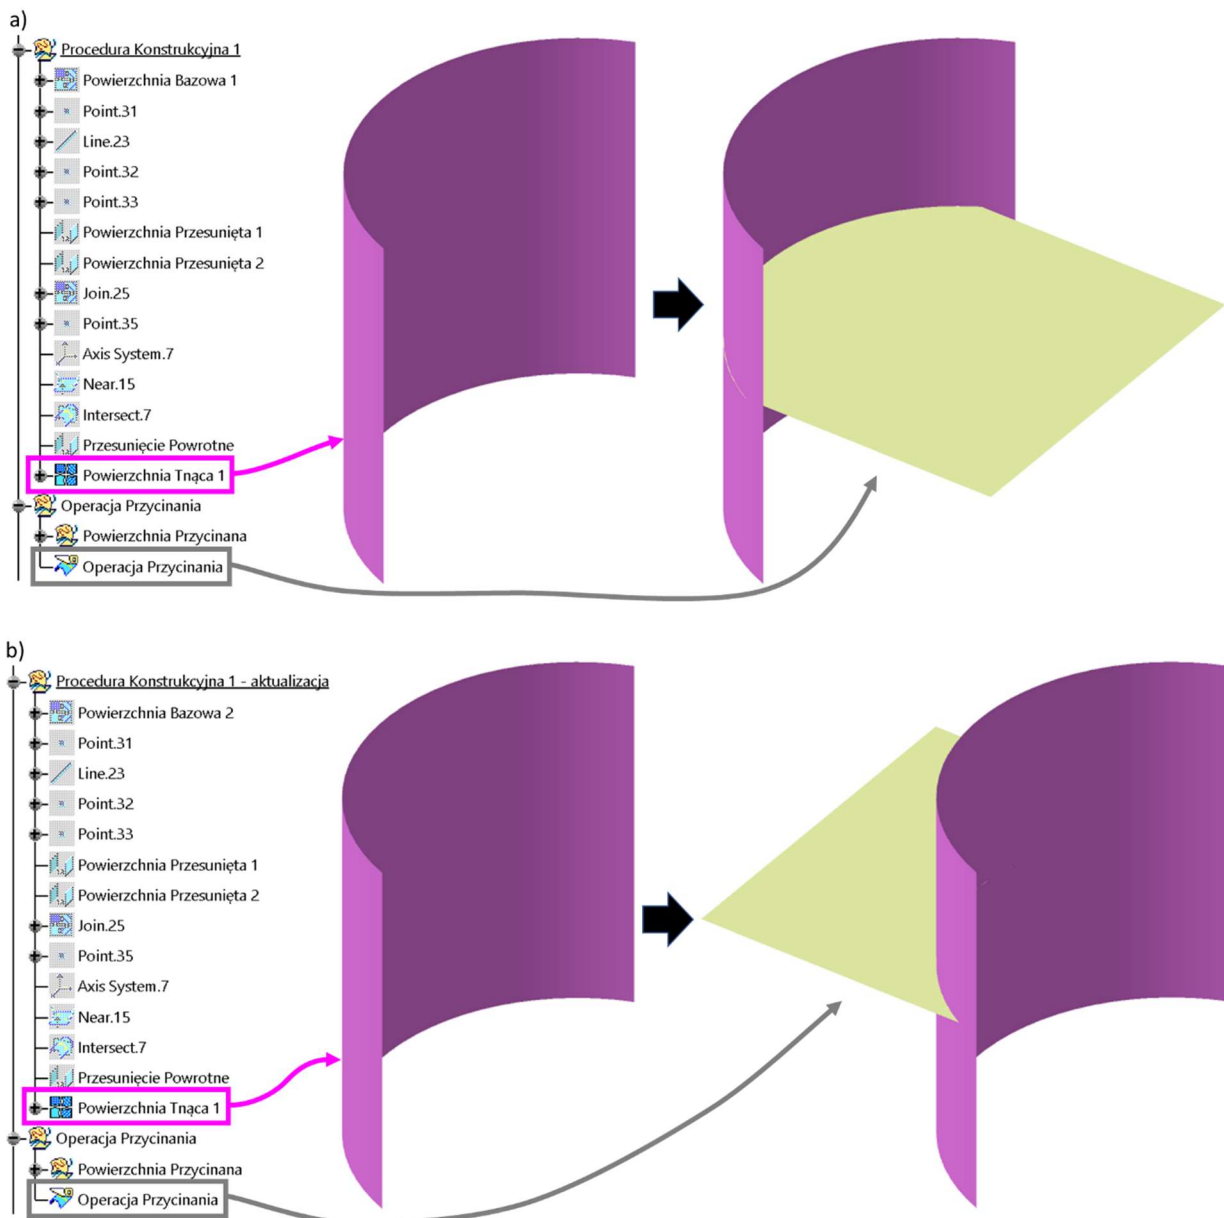 a)
Procedura Konstrukcyjna 1
Powierzchnia Bazowa 1
Point.31
Line.23
Point.32
Point.33
Powierzchnia Przesunięta 1
Powierzchnia Przesunięta 2
Join.25
Point.35
Axis System.7
Near.15
Intersect.7
Przesunięcie Powrotne
Powierzchnia Tnąca 1
Operacja Przycinania
Powierzchnia Przycinana
Operacja Przycinania
b)
Procedura Konstrukcyjna 1 - aktualizacja
Powierzchnia Bazowa 2
Point.31
Line.23
Point.32
Point.33
Powierzchnia Przesunięta 1
Powierzchnia Przesunięta 2
Join.25
Point.35
Axis System.7
Near.15
Intersect.7
Przesunięcie Powrotne
Powierzchnia Tnąca 1
Operacja Przycinania
Powierzchnia Przycinana
Operacja Przycinania